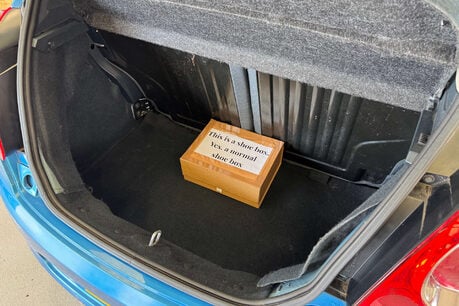 This is a shoe box.
Yes. a normal
shoe box